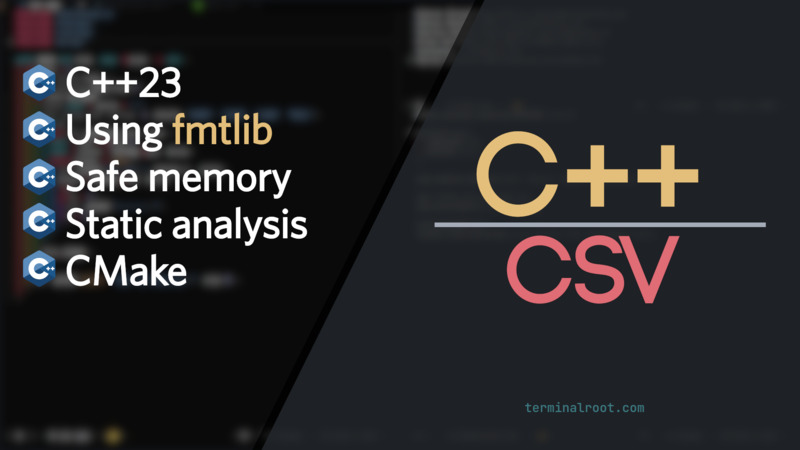 C++23
Using fmtlib
Safe memory
Static analysis
CMake
C++
CSV
terminalroot.com